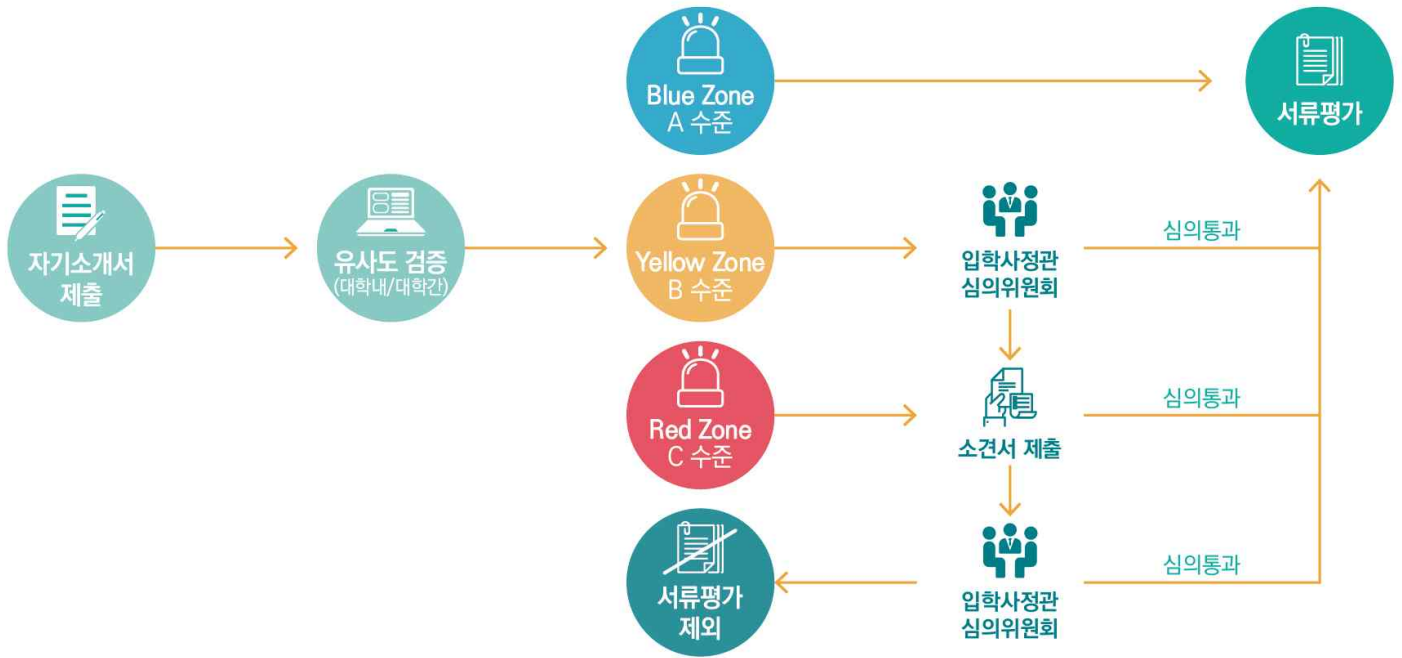 Blue Zone
A 수준
서류평가
자기소개서
제출
유사도 검증
(대학내/대학간)
Yellow Zone
B 수준
입학사정관
심의위원회
심의통과
Red Zone
C 수준
소견서 제출
심의통과
서류평가
제외
입학사정관
심의위원회
심의통과